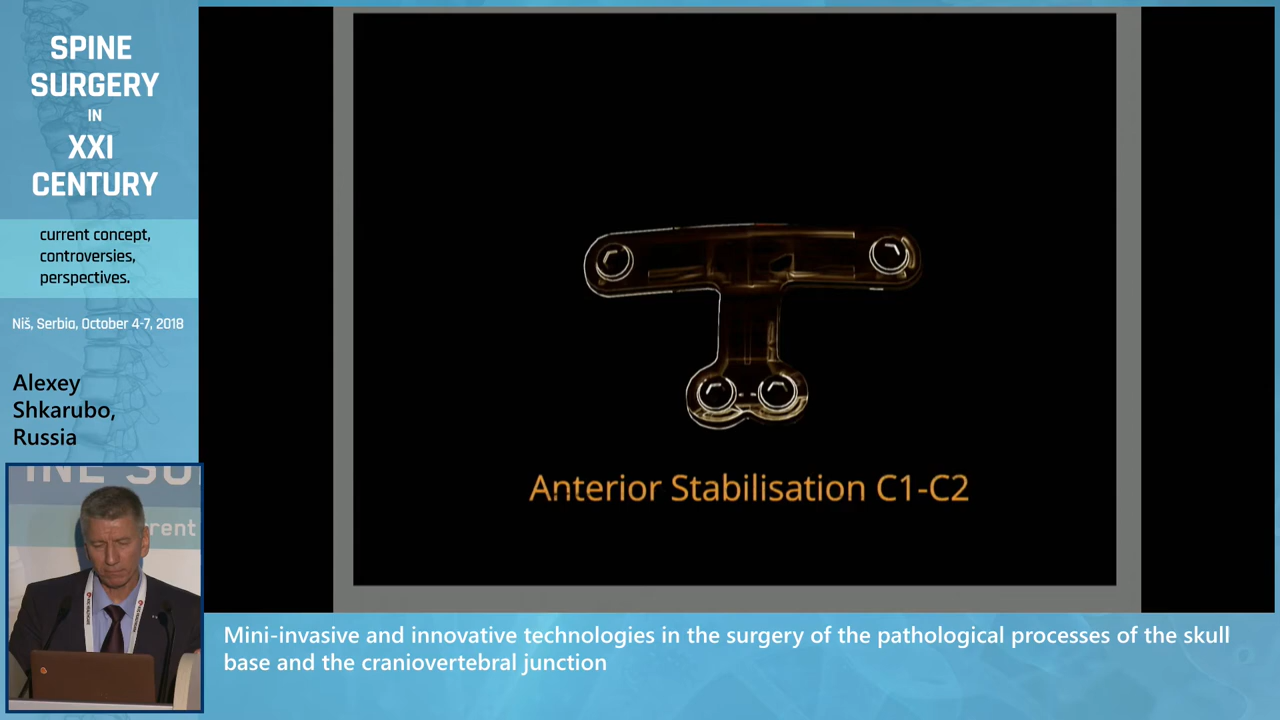 SPINE
SURGERY
IN
XXI
CENTURY
current concept,
controversies,
perspectives.
Niš, Serbia, October 4-7, 2018
Alexey
Shkarubo,
Russia
Anterior Stabilisation C1-C2
Mini-invasive and innovative technologies in the surgery of the pathological processes of the skull
base and the craniovertebral junction